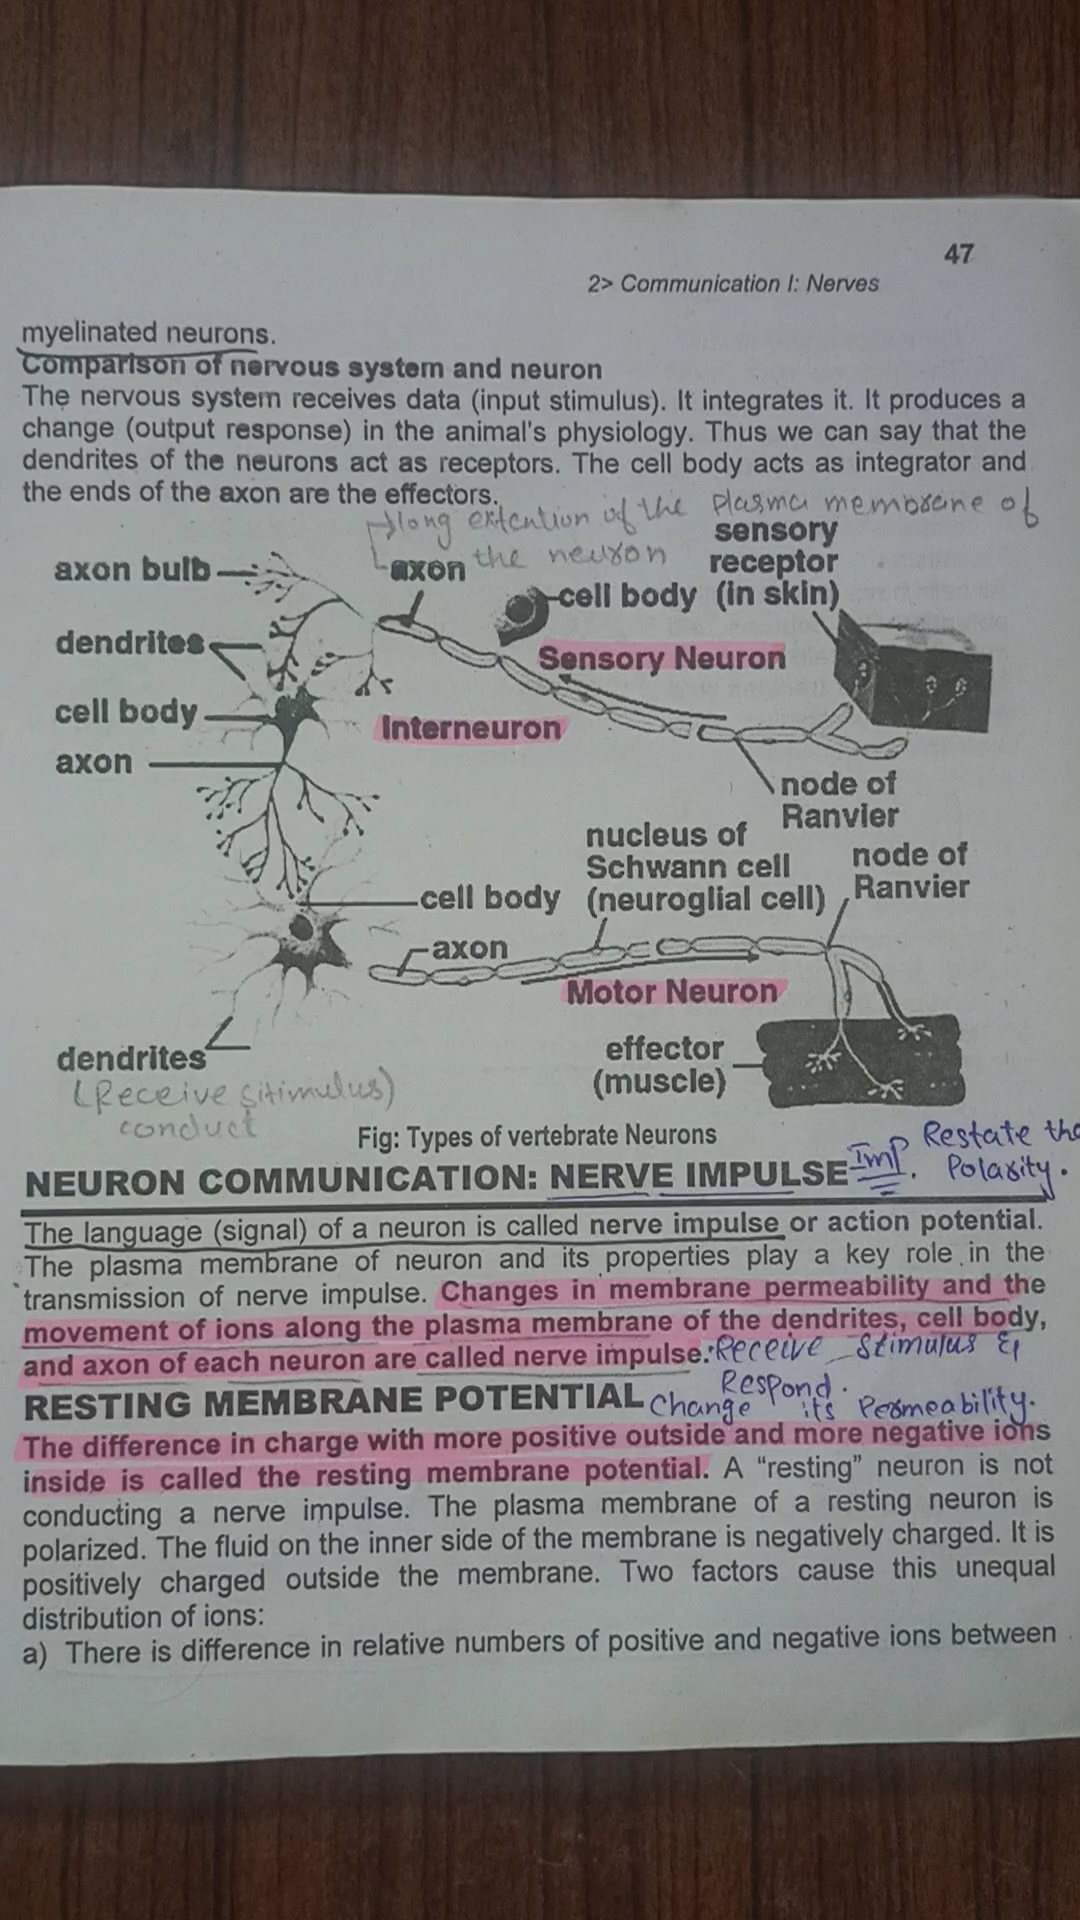 47
2> Communication I: Nerves
myelinated neurons.
Comparison of nervous system and neuron
The nervous system receives data (input stimulus). It integrates it. It produces a
change (output response) in the animal's physiology. Thus we can say that the
dendrites of the neurons act as receptors. The cell body acts as integrator and
the ends of the axon are the effectors.
long extention of the plasma membrane of
the neuron
sensory
receptor
(in skin)
axon bulb
axon
cell body
dendrites
Sensory Neuron
cell body
Interneuron
axon
node of
Ranvier
nucleus of
Schwann cell
(neuroglial cell)
node of
Ranvier
cell body
axon
Motor Neuron
dendrites
effector
(muscle)
(Receive sitimulus)
conduct
Fig: Types of vertebrate Neurons
Restate the
Polarity.
NEURON COMMUNICATION: NERVE IMPULSE Imp.
The language (signal) of a neuron is called nerve impulse or action potential.
The plasma membrane of neuron and its properties play a key role in the
transmission of nerve impulse. Changes in membrane permeability and the
movement of ions along the plasma membrane of the dendrites, cell body,
and axon of each neuron are called nerve impulse. Receive Stimulus &
Respond.
RESTING MEMBRANE POTENTIAL Change its Permeability.
The difference in charge with more positive outside and more negative ions
inside is called the resting membrane potential. A “resting” neuron is not
conducting a nerve impulse. The plasma membrane of a resting neuron is
polarized. The fluid on the inner side of the membrane is negatively charged. It is
positively charged outside the membrane. Two factors cause this unequal
distribution of ions:
a) There is difference in relative numbers of positive and negative ions between